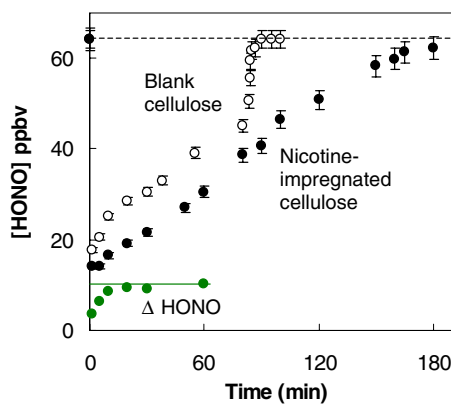 [HONO] ppbv
60
40
20
0
Blank
cellulose
Nicotine-
impregnated
cellulose
Δ HONO
0
60
120
180
Time (min)